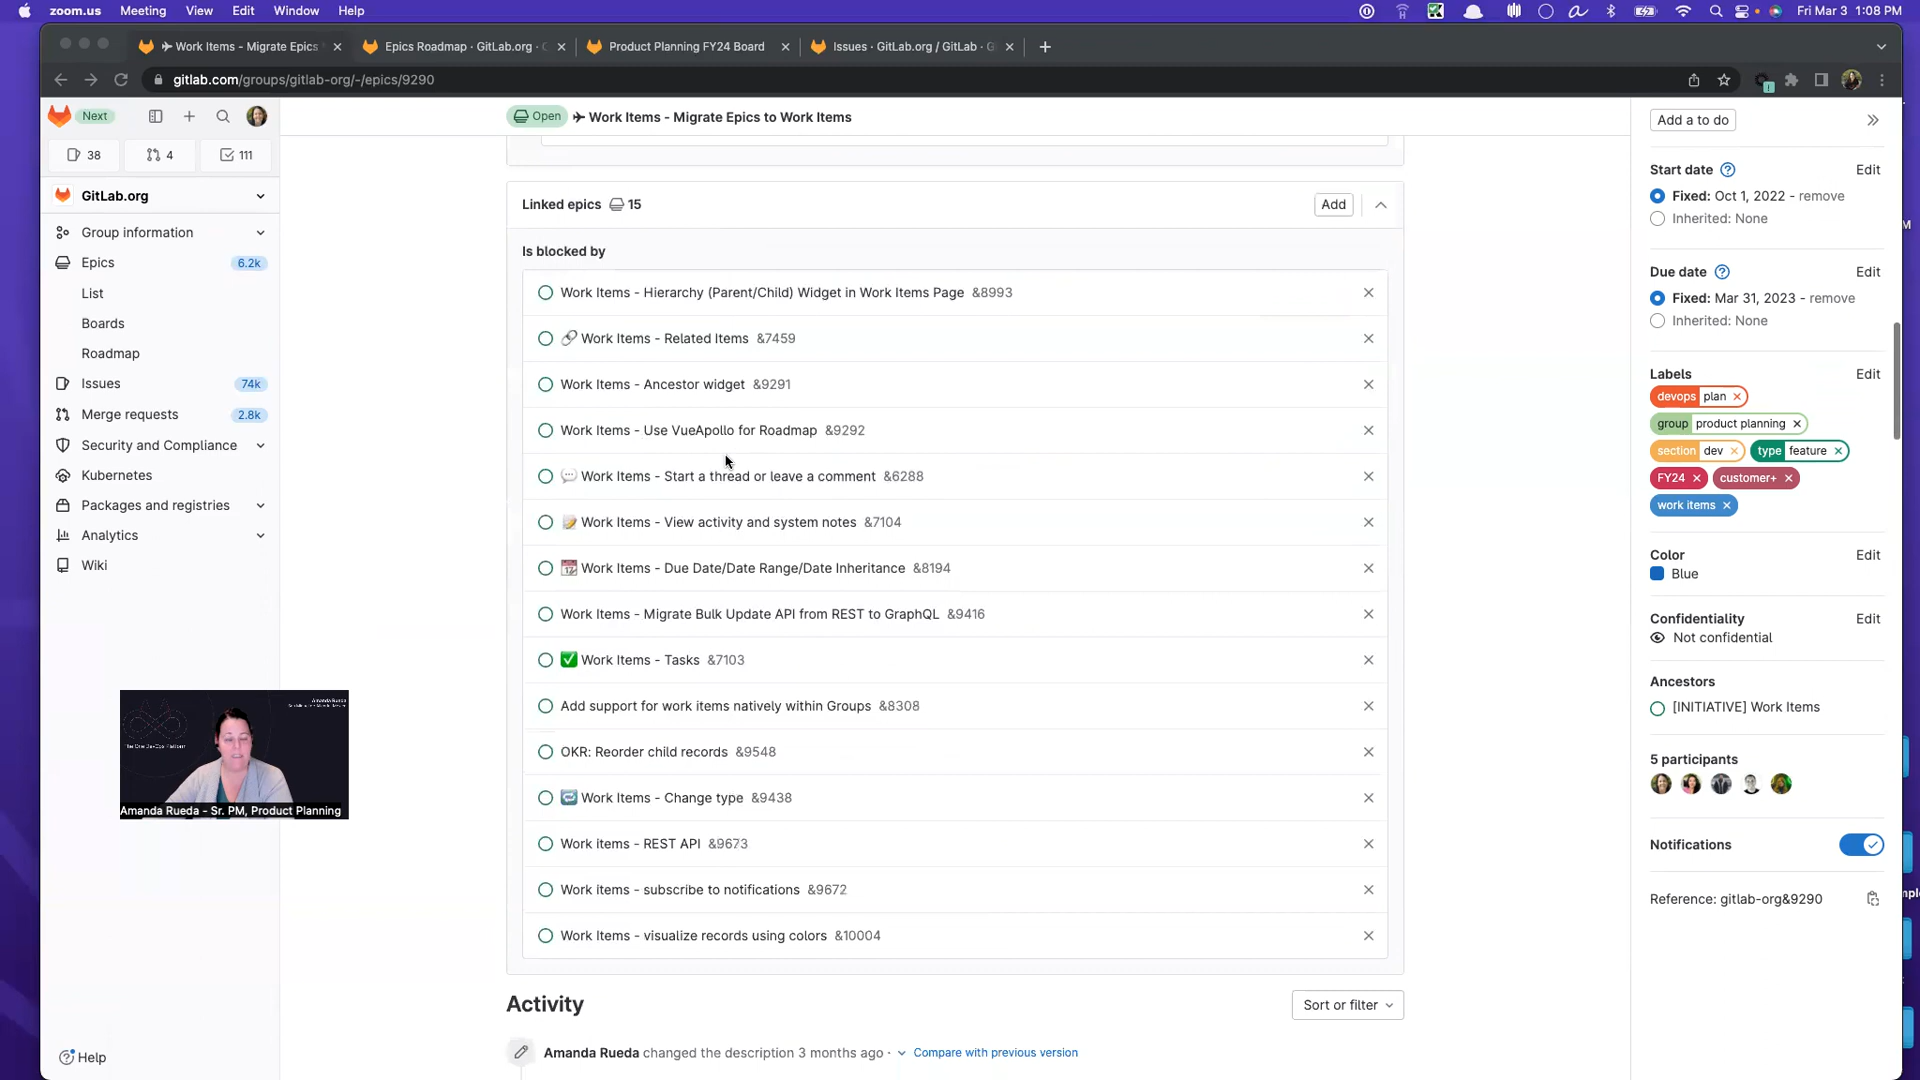 zoom.us Meeting View Edit Window Help
Fri Mar 3 1:08 PM
Work Items - Migrate Epics
Epics Roadmap · GitLab.org ·
Product Planning FY24 Board
Issues · GitLab.org / GitLab ·
gitlab.com/groups/gitlab-org/-/epics/9290
Next
38
4
111
GitLab.org
Group information
Epics 6.2k
List
Boards
Roadmap
Issues 74k
Merge requests 2.8k
Security and Compliance
Kubernetes
Packages and registries
Analytics
Wiki
Help
Open Work Items - Migrate Epics to Work Items
Linked epics 15
Add
Is blocked by
Work Items - Hierarchy (Parent/Child) Widget in Work Items Page &8993
Work Items - Related Items &7459
Work Items - Ancestor widget &9291
Work Items - Use VueApollo for Roadmap &9292
Work Items - Start a thread or leave a comment &6288
Work Items - View activity and system notes &7104
Work Items - Due Date/Date Range/Date Inheritance &8194
Work Items - Migrate Bulk Update API from REST to GraphQL &9416
Work Items - Tasks &7103
Add support for work items natively within Groups &8308
OKR: Reorder child records &9548
Work Items - Change type &9438
Work items - REST API &9673
Work items - subscribe to notifications &9672
Work Items - visualize records using colors &10004
Activity
Sort or filter
Amanda Rueda changed the description 3 months ago · Compare with previous version
Amanda Rueda - Sr. PM, Product Planning
Add a to do
Start date Edit
Fixed: Oct 1, 2022 - remove
Inherited: None
Due date Edit
Fixed: Mar 31, 2023 - remove
Inherited: None
Labels Edit
devops plan
group product planning
section dev type feature
FY24 customer+
work items
Color Edit
Blue
Confidentiality Edit
Not confidential
Ancestors
[INITIATIVE] Work Items
5 participants
Notifications
Reference: gitlab-org&9290